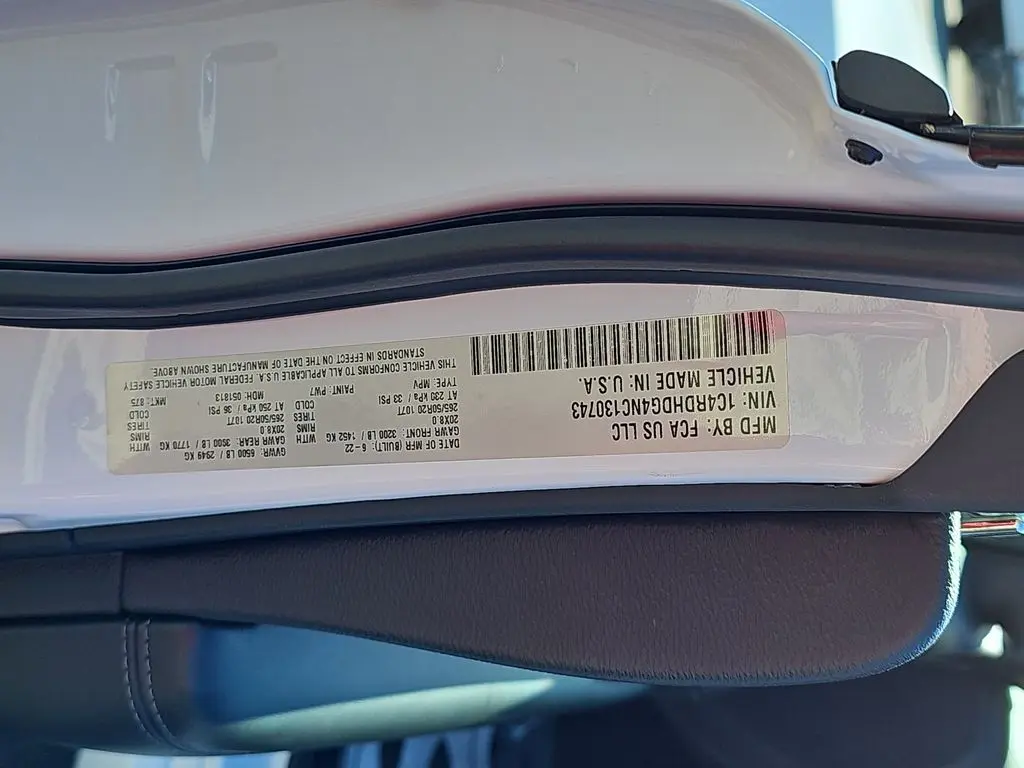 MFD BY: FCA US LLC
VIN: 1C4RDHDG4NC130743
VEHICLE MADE IN: U.S.A.
DATE OF MFR (BUILT): 6-22
GVWR: 6500 LB / 2949 KG
GAWR FRONT: 3200 LB / 1452 KG
GAWR REAR: 3900 LB / 1770 KG
WITH
20X8.0
RIMS
20X8.0
WITH
RIMS
265/50R20 107T
TIRES
265/50R20 107T
TIRES
AT 230 kPa / 33 PSI
COLD
AT 250 kPa / 36 PSI
COLD
TYPE: MPV
PAINT: PW7
MDH: 051813
MKT: 875
THIS VEHICLE CONFORMS TO ALL APPLICABLE U.S.A. FEDERAL MOTOR VEHICLE SAFETY
STANDARDS IN EFFECT ON THE DATE OF MANUFACTURE SHOWN ABOVE.